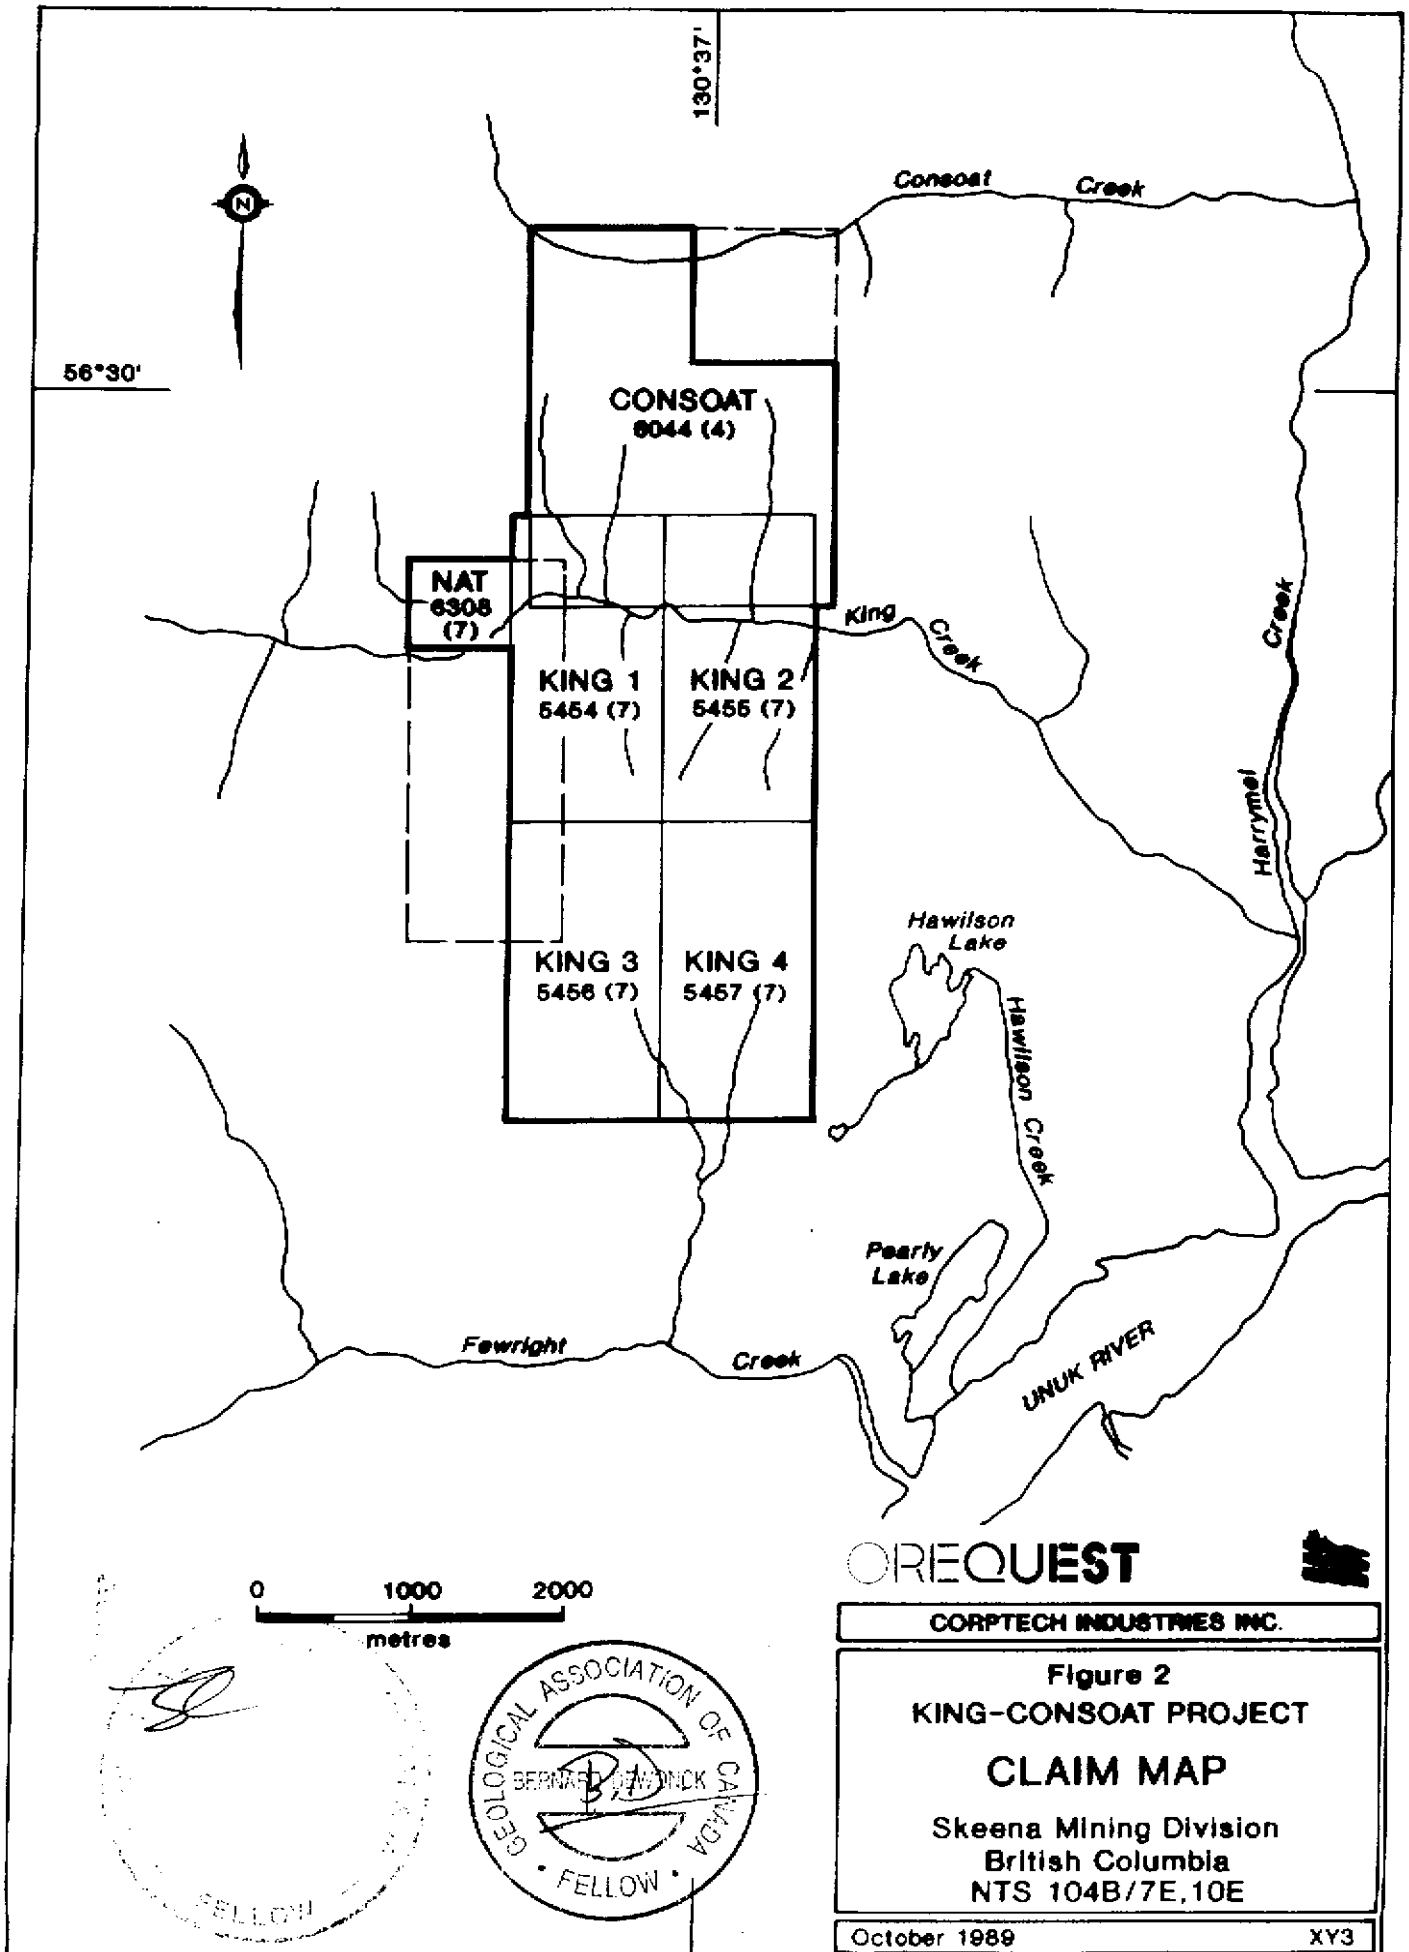 130°37'
Consoat Creek
N
56°30'
CONSOAT
6044 (4)
NAT
6308
(7)
King Creek
KING 1
5454 (7)
KING 2
5455 (7)
Harrymel Creek
Hawilson
Lake
KING 3
5456 (7)
KING 4
5457 (7)
Hawilson Creek
Pearly
Lake
Fewright Creek
UNUK RIVER
OREQUEST
0 1000 2000
metres
CORPTECH INDUSTRIES INC.
Figure 2
KING-CONSOAT PROJECT
CLAIM MAP
Skeena Mining Division
British Columbia
NTS 104B/7E,10E
October 1989 XY3
GEOLOGICAL ASSOCIATION OF CANADA
BERNARD DEWONCK
FELLOW
FELLOW